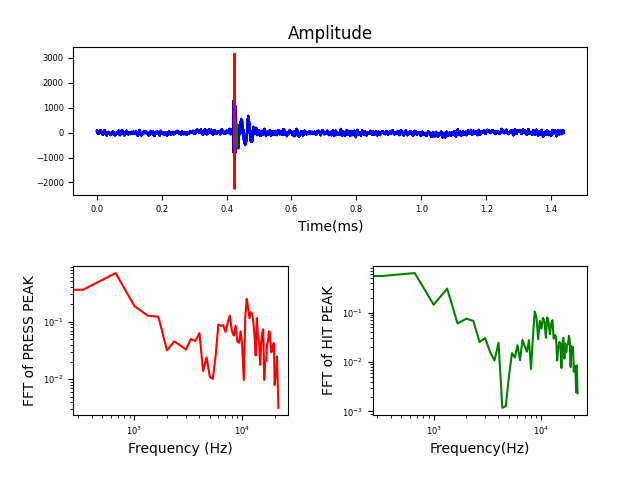 Amplitude
3000
2000
1000
0
−1000
−2000
0.0 0.2 0.4 0.6 0.8 1.0 1.2 1.4
Time(ms)
FFT of PRESS PEAK
10⁻¹
10⁻²
10³ 10⁴
Frequency (Hz)
FFT of HIT PEAK
10⁻¹
10⁻²
10⁻³
10³ 10⁴
Frequency(Hz)